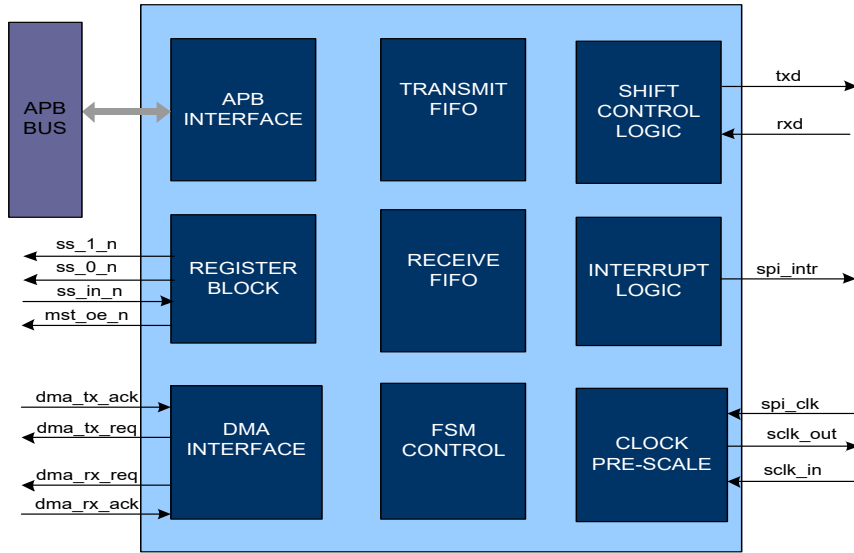 APB
BUS
APB
INTERFACE
TRANSMIT
FIFO
SHIFT
CONTROL
LOGIC
txd
rxd
ss_1_n
ss_0_n
ss_in_n
mst_oe_n
REGISTER
BLOCK
RECEIVE
FIFO
INTERRUPT
LOGIC
spi_intr
dma_tx_ack
dma_tx_req
dma_rx_req
dma_rx_ack
DMA
INTERFACE
FSM
CONTROL
CLOCK
PRE-SCALE
spi_clk
sclk_out
sclk_in